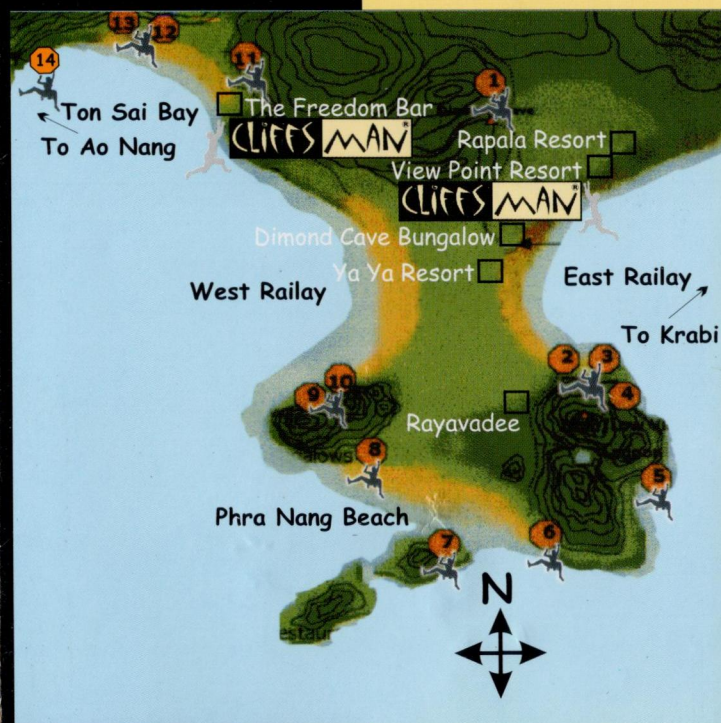 13
12
14
11
1
Ton Sai Bay
The Freedom Bar
To Ao Nang
CLIFFS MAN®
Rapala Resort
View Point Resort
CLIFFS MAN®
Dimond Cave Bungalow
Ya Ya Resort
East Railay
West Railay
To Krabi
2
3
10
9
4
Rayavadee
8
5
Phra Nang Beach
6
7
N
estaur